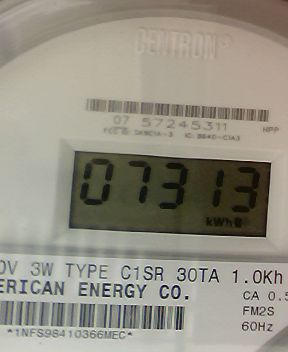 CENTRON®
07 57245311
HPP
07313
kWh
0V 3W TYPE C1SR 30TA 1.0Kh
ERICAN ENERGY CO.
CA 0.5
FM2S
60Hz
*1NFS98410366MEC*